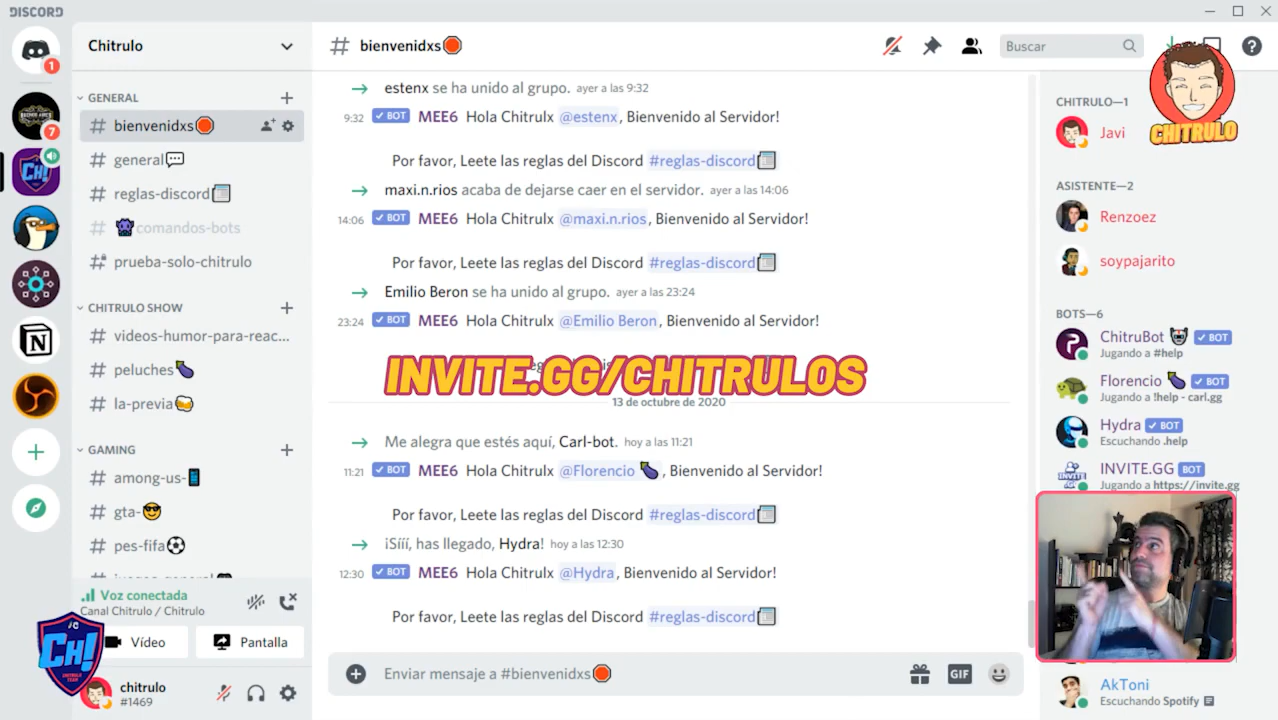 DISCORD
Chitrulo
# bienvenidxs
Buscar
CHITRULO
1
7
CH!
N
GENERAL
# bienvenidxs
# general
# reglas-discord
# comandos-bots
# prueba-solo-chitrulo
CHITRULO SHOW
# videos-humor-para-reac...
# peluches
# la-previa
GAMING
# among-us-
# gta-
# pes-fifa
Voz conectada
Canal Chitrulo / Chitrulo
Vídeo
Pantalla
CH!
chitrulo
#1469
estenx se ha unido al grupo. ayer a las 9:32
9:32 BOT MEE6 Hola Chitrulx @estenx, Bienvenido al Servidor!
Por favor, Leete las reglas del Discord #reglas-discord
maxi.n.rios acaba de dejarse caer en el servidor. ayer a las 14:06
14:06 BOT MEE6 Hola Chitrulx @maxi.n.rios, Bienvenido al Servidor!
Por favor, Leete las reglas del Discord #reglas-discord
Emilio Beron se ha unido al grupo. ayer a las 23:24
23:24 BOT MEE6 Hola Chitrulx @Emilio Beron, Bienvenido al Servidor!
INVITE.GG/CHITRULOS
13 de octubre de 2020
Me alegra que estés aquí, Carl-bot. hoy a las 11:21
11:21 BOT MEE6 Hola Chitrulx @Florencio, Bienvenido al Servidor!
Por favor, Leete las reglas del Discord #reglas-discord
¡Sííí, has llegado, Hydra! hoy a las 12:30
12:30 BOT MEE6 Hola Chitrulx @Hydra, Bienvenido al Servidor!
Por favor, Leete las reglas del Discord #reglas-discord
Enviar mensaje a #bienvenidxs
GIF
CHITRULO—1
Javi
ASISTENTE—2
Renzoez
soypajarito
BOTS—6
ChitruBot BOT
Jugando a #help
Florencio BOT
Jugando a !help - carl.gg
Hydra BOT
Escuchando .help
INVITE.GG BOT
Jugando a https://invite.gg
AkToni
Escuchando Spotify